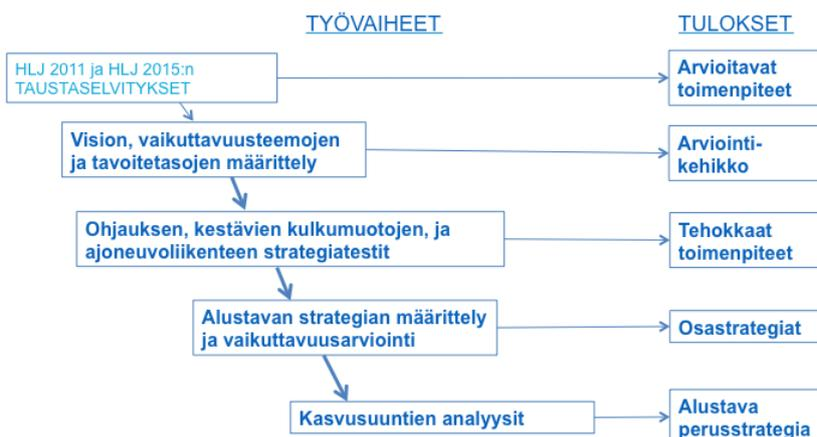 TYÖVAIHEET
TULOKSET
HLJ 2011 ja HLJ 2015:n
TAUSTASELVITYKSET
Arvioitavat
toimenpiteet
Vision, vaikuttavuusteemojen
ja tavoitetasojen määrittely
Arviointi-
kehikko
Ohjauksen, kestävien kulkumuotojen, ja
ajoneuvoliikenteen strategiatestit
Tehokkaat
toimenpiteet
Alustavan strategian määrittely
ja vaikuttavuusarviointi
Osastrategiat
Kasvusuuntien analyysit
Alustava
perusstrategia